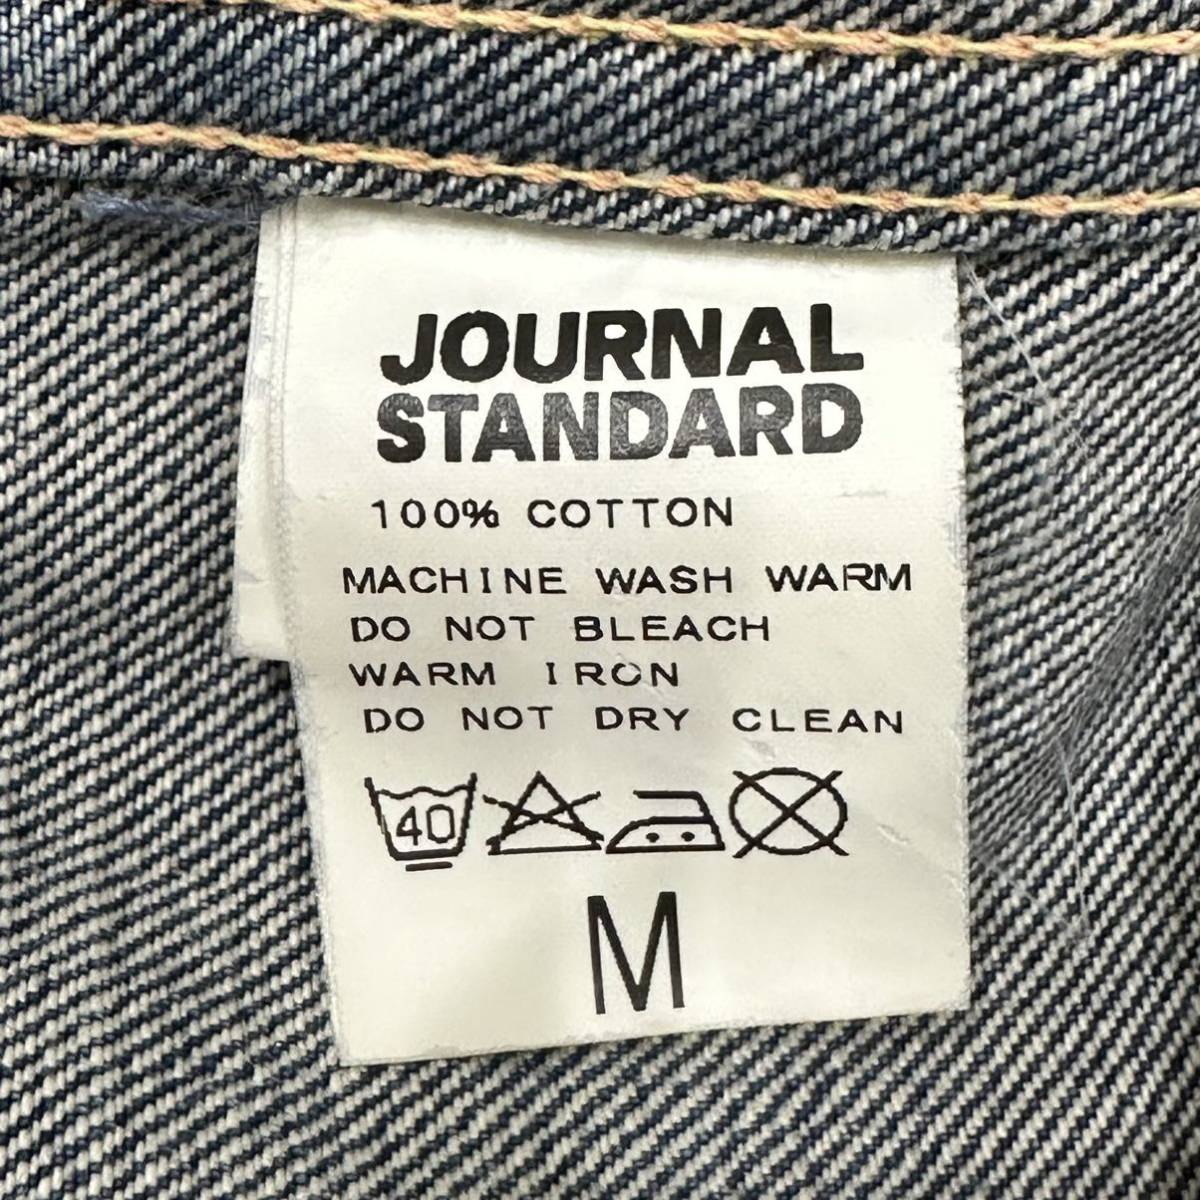 JOURNAL
STANDARD
100% COTTON
MACHINE WASH WARM
DO NOT BLEACH
WARM IRON
DO NOT DRY CLEAN
40
M